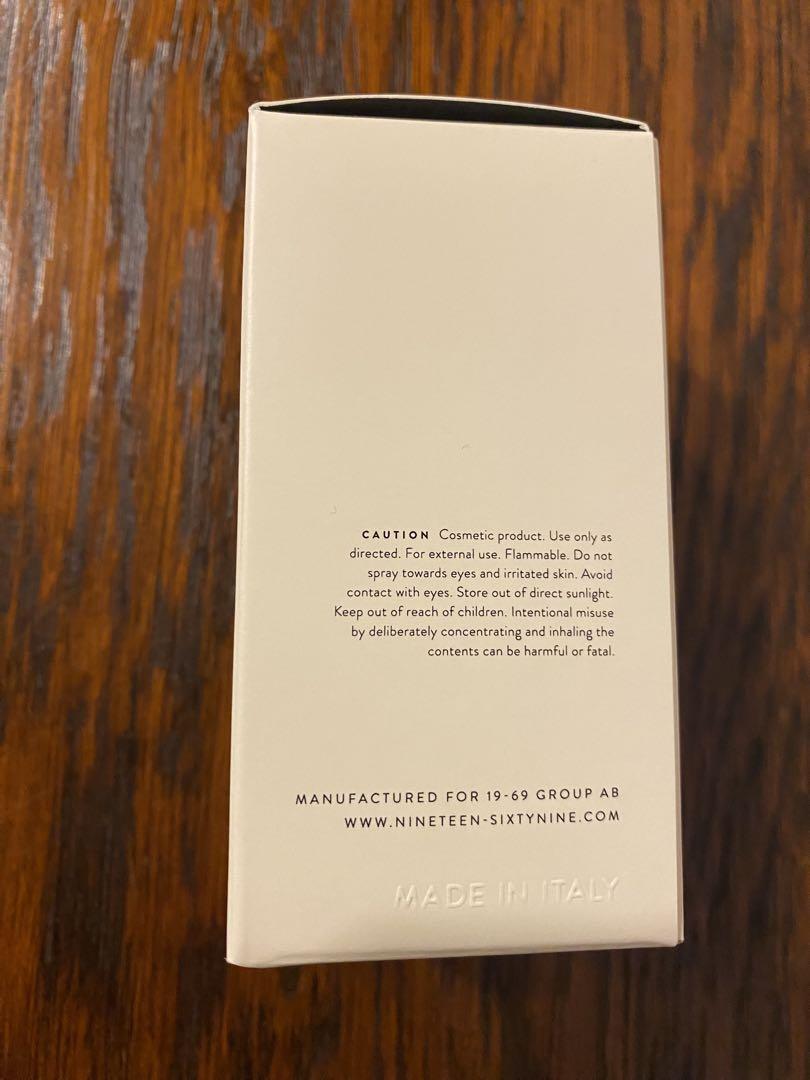 CAUTION Cosmetic product. Use only as
directed. For external use. Flammable. Do not
spray towards eyes and irritated skin. Avoid
contact with eyes. Store out of direct sunlight.
Keep out of reach of children. Intentional misuse
by deliberately concentrating and inhaling the
contents can be harmful or fatal.
MANUFACTURED FOR 19-69 GROUP AB
WWW.NINETEEN-SIXTYNINE.COM
MADE IN ITALY